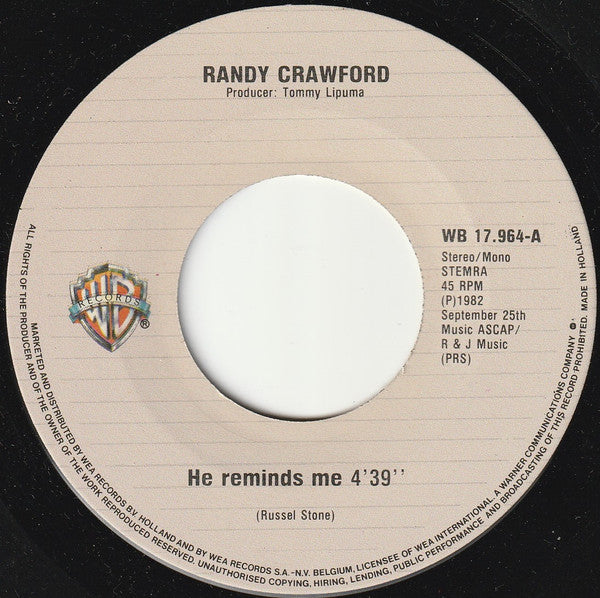 RANDY CRAWFORD
Producer: Tommy Lipuma
WB
RECORDS
®
WB 17.964-A
Stereo/Mono
STEMRA
45 RPM
(P)1982
September 25th
Music ASCAP/
R & J Music
(PRS)
He reminds me 4'39''
(Russel Stone)
ALL RIGHTS OF THE PRODUCER AND OF THE OWNER OF THE WORK REPRODUCED RESERVED. UNAUTHORISED COPYING, HIRING, LENDING, PUBLIC PERFORMANCE AND BROADCASTING OF THIS RECORD PROHIBITED. MADE IN HOLLAND
MARKETED AND DISTRIBUTED BY WEA RECORDS B.V. HOLLAND AND BY WEA RECORDS S.A.-N.V. BELGIUM, LICENSEE OF WEA INTERNATIONAL, A WARNER COMMUNICATIONS COMPANY